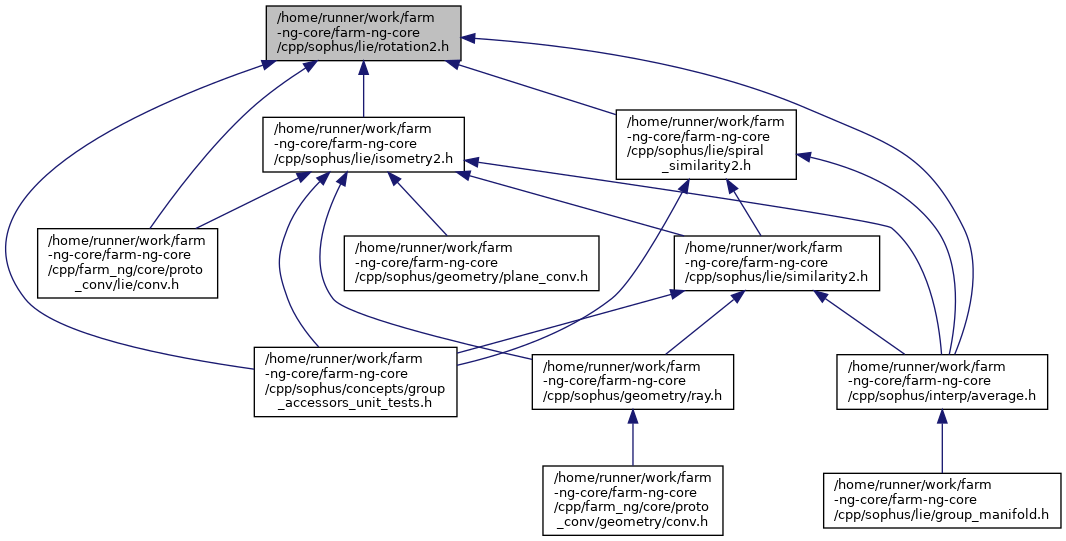 /home/runner/work/farm
-ng-core/farm-ng-core
/cpp/sophus/lie/rotation2.h
/home/runner/work/farm
-ng-core/farm-ng-core
/cpp/sophus/lie/spiral
_similarity2.h
/home/runner/work/farm
-ng-core/farm-ng-core
/cpp/sophus/lie/isometry2.h
/home/runner/work/farm
-ng-core/farm-ng-core
/cpp/farm_ng/core/proto
_conv/lie/conv.h
/home/runner/work/farm
-ng-core/farm-ng-core
/cpp/sophus/geometry/plane_conv.h
/home/runner/work/farm
-ng-core/farm-ng-core
/cpp/sophus/lie/similarity2.h
/home/runner/work/farm
-ng-core/farm-ng-core
/cpp/sophus/concepts/group
_accessors_unit_tests.h
/home/runner/work/farm
-ng-core/farm-ng-core
/cpp/sophus/geometry/ray.h
/home/runner/work/farm
-ng-core/farm-ng-core
/cpp/sophus/interp/average.h
/home/runner/work/farm
-ng-core/farm-ng-core
/cpp/farm_ng/core/proto
_conv/geometry/conv.h
/home/runner/work/farm
-ng-core/farm-ng-core
/cpp/sophus/lie/group_manifold.h